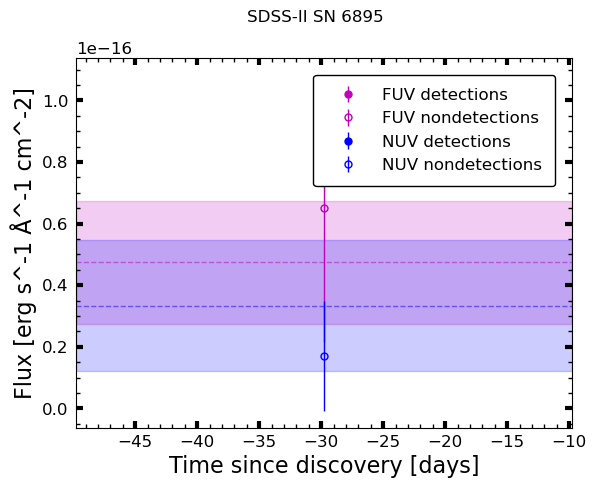 SDSS-II SN 6895
1e−16
FUV detections
FUV nondetections
NUV detections
NUV nondetections
1.0
0.8
0.6
0.4
0.2
0.0
Flux [erg s^-1 Å^-1 cm^-2]
−45 −40 −35 −30 −25 −20 −15 −10
Time since discovery [days]